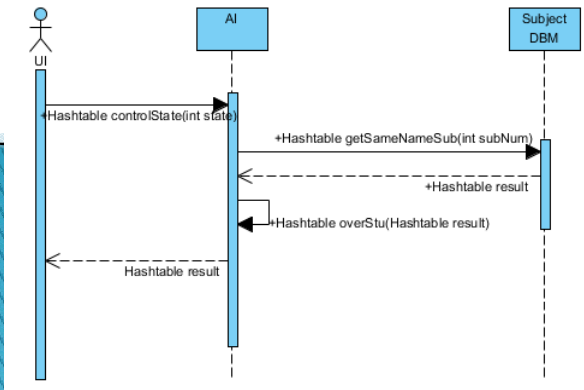 AI
Subject
DBM
UI
+Hashtable controlState(int state)
+Hashtable getSameNameSub(int subNum)
+Hashtable result
+Hashtable overStu(Hashtable result)
Hashtable result